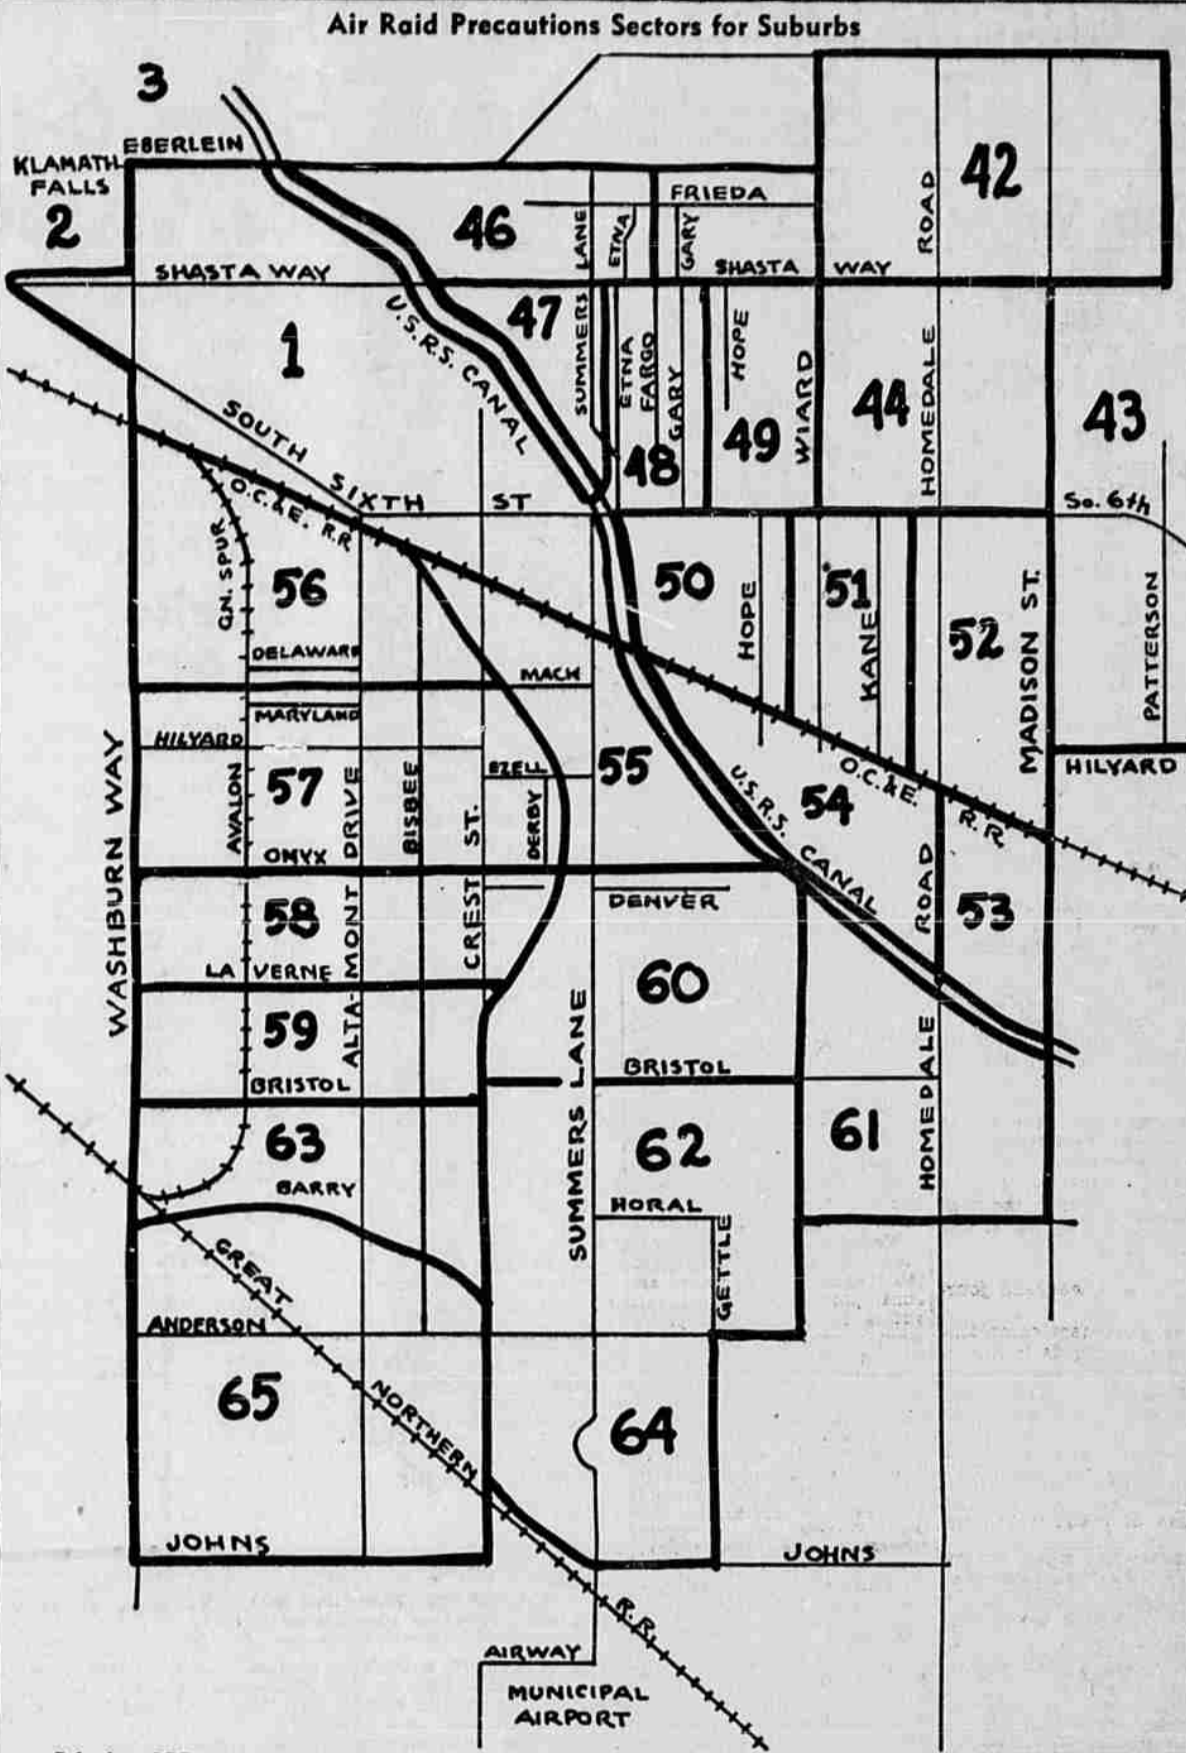 Air Raid Precautions Sectors for Suburbs
3
EBERLEIN
KLAMATH
FALLS
2
42
ROAD
FRIEDA
46
LANE
ETNA
GARY
SHASTA WAY
SHASTA WAY
47
U.S.R.S. CANAL
1
SUMMERS
ETNA
FARGO
GARY
HOPE
48
49
WIARD
44
HOMEDALE
43
SOUTH SIXTH ST
So. 6th
O.C.&E. R.R
G.N. SPUR
56
DELAWARE
50
HOPE
51
KANE
52
MADISON ST.
PATTERSON
MACK
MARYLAND
HILYARD
HILYARD
WASHBURN WAY
AVALON
57
DRIVE
BISBEE
ONYX
EZELL
DERBY
CREST ST.
55
U.S.R.S. CANAL
54
O.C.&E. R.R.
ROAD
53
58
ALTA-MONT
LA VERNE
DENVER
60
59
BRISTOL
BRISTOL
SUMMERS LANE
HOMEDALE
61
62
63
BARRY
HORAL
GETTLE
GREAT NORTHERN R.R.
ANDERSON
65
64
JOHNS
JOHNS
AIRWAY
MUNICIPAL
AIRPORT